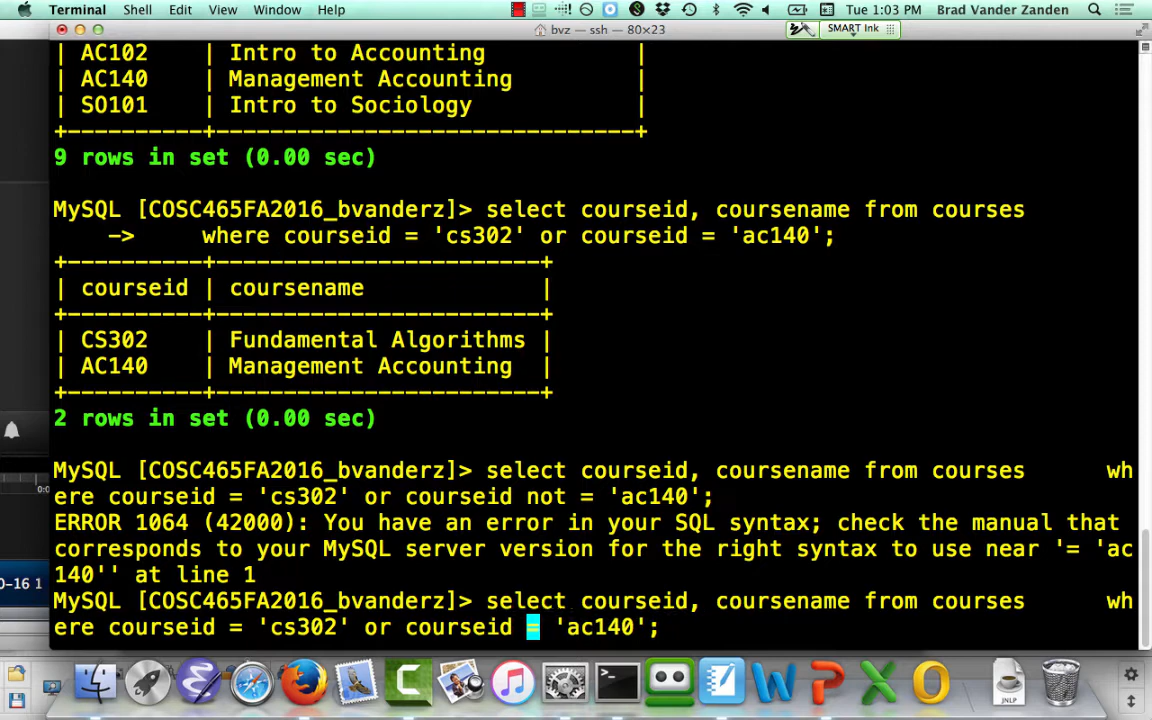 Terminal Shell Edit View Window Help Tue 1:03 PM Brad Vander Zanden
bvz — ssh — 80×23
SMART Ink
| AC102 | Intro to Accounting |
| AC140 | Management Accounting |
| SO101 | Intro to Sociology |
+----------+-------------------------------+
9 rows in set (0.00 sec)
MySQL [COSC465FA2016_bvanderz]> select courseid, coursename from courses
-> where courseid = 'cs302' or courseid = 'ac140';
+----------+------------------------+
| courseid | coursename |
+----------+------------------------+
| CS302 | Fundamental Algorithms |
| AC140 | Management Accounting |
+----------+------------------------+
2 rows in set (0.00 sec)
MySQL [COSC465FA2016_bvanderz]> select courseid, coursename from courses wh
ere courseid = 'cs302' or courseid not = 'ac140';
ERROR 1064 (42000): You have an error in your SQL syntax; check the manual that
corresponds to your MySQL server version for the right syntax to use near '= 'ac
140'' at line 1
MySQL [COSC465FA2016_bvanderz]> select courseid, coursename from courses wh
ere courseid = 'cs302' or courseid = 'ac140';
0-16 1
JNLP